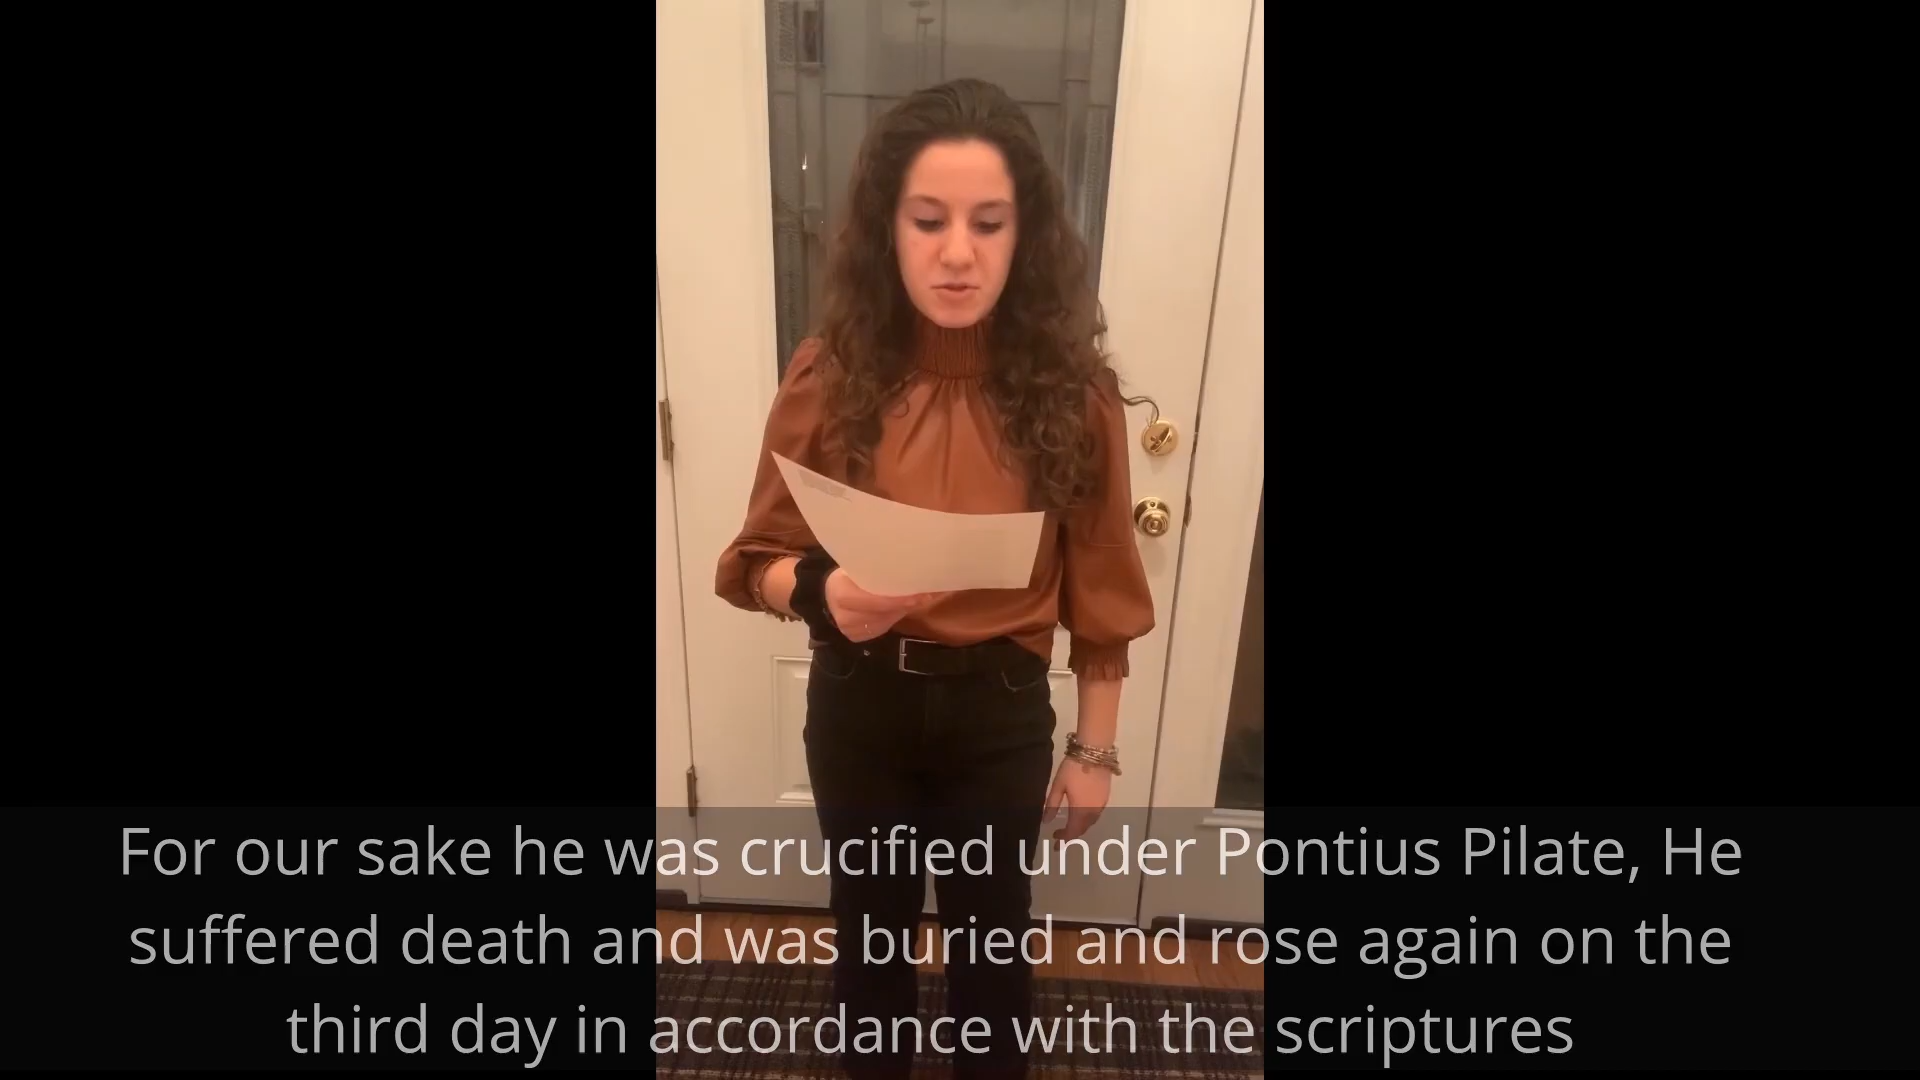 For our sake he was crucified under Pontius Pilate, He
suffered death and was buried and rose again on the
third day in accordance with the scriptures